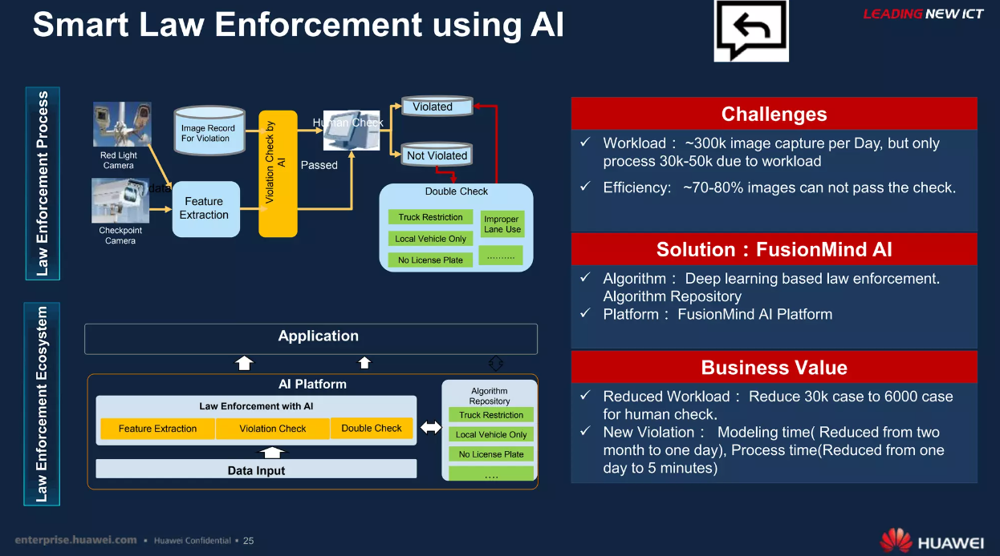 Smart Law Enforcement using AI
LEADING NEW ICT
Law Enforcement Process
Red Light
Camera
Checkpoint
Camera
data
Image Record
For Violation
Feature
Extraction
Violation Check by
AI
Human Check
Passed
Violated
Not Violated
Double Check
Truck Restriction
Local Vehicle Only
No License Plate
Improper
Lane Use
..........
Challenges
✓ Workload： ~300k image capture per Day, but only
process 30k-50k due to workload
✓ Efficiency: ~70-80% images can not pass the check.
Solution：FusionMind AI
✓ Algorithm： Deep learning based law enforcement.
Algorithm Repository
✓ Platform： FusionMind AI Platform
Business Value
✓ Reduced Workload： Reduce 30k case to 6000 case
for human check.
✓ New Violation： Modeling time( Reduced from two
month to one day), Process time(Reduced from one
day to 5 minutes)
Law Enforcement Ecosystem
Application
AI Platform
Law Enforcement with AI
Feature Extraction
Violation Check
Double Check
Data Input
Algorithm
Repository
Truck Restriction
Local Vehicle Only
No License Plate
....
enterprise.huawei.com ▪ Huawei Confidential ▪ 25
HUAWEI